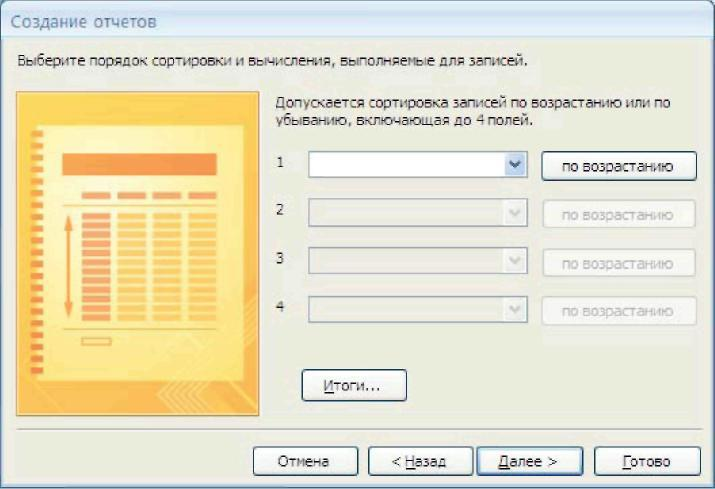 Создание отчетов
Выберите порядок сортировки и вычисления, выполняемые для записей.
Допускается сортировка записей по возрастанию или по
убыванию, включающая до 4 полей.
1 по возрастанию
2 по возрастанию
3 по возрастанию
4 по возрастанию
Итоги...
Отмена < Назад Далее > Готово